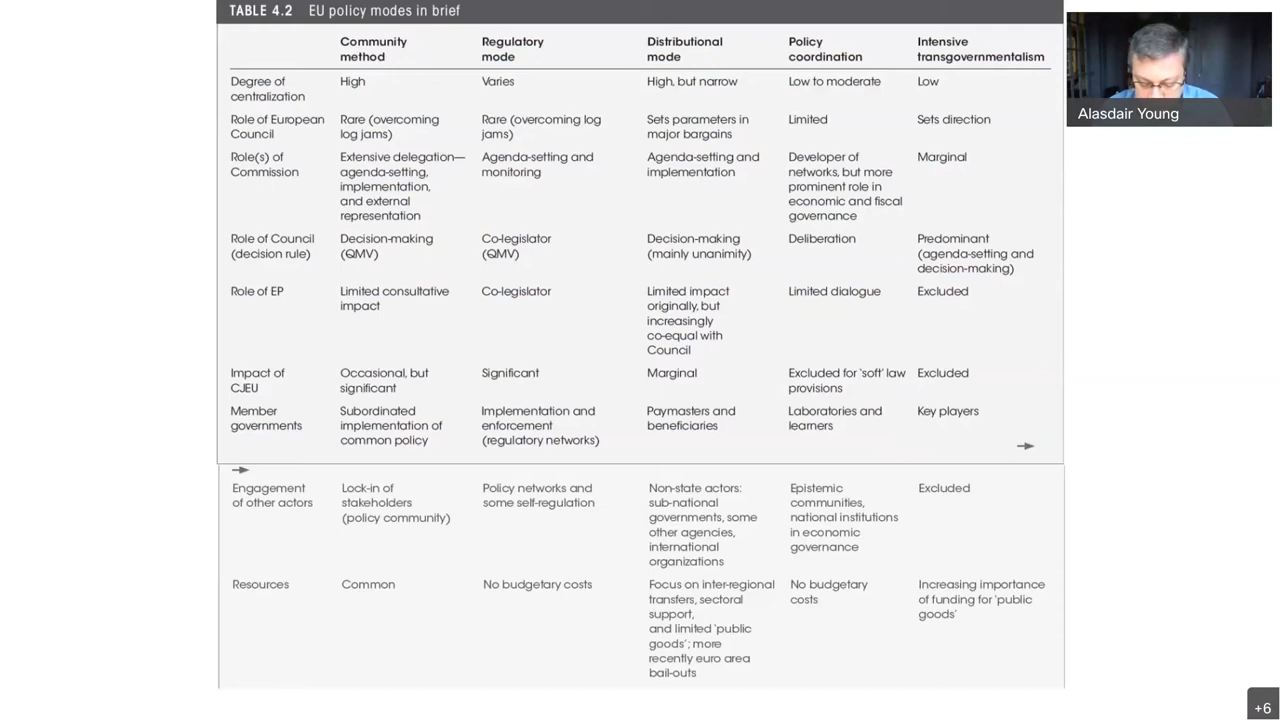 TABLE 4.2 EU policy modes in brief
Community method
Regulatory mode
Distributional mode
Policy coordination
Intensive transgovernmentalism
Degree of centralization
High
Varies
High, but narrow
Low to moderate
Low
Role of European Council
Rare (overcoming log jams)
Rare (overcoming log jams)
Sets parameters in major bargains
Limited
Sets direction
Role(s) of Commission
Extensive delegation—agenda-setting, implementation, and external representation
Agenda-setting and monitoring
Agenda-setting and implementation
Developer of networks, but more prominent role in economic and fiscal governance
Marginal
Role of Council (decision rule)
Decision-making (QMV)
Co-legislator (QMV)
Decision-making (mainly unanimity)
Deliberation
Predominant (agenda-setting and decision-making)
Role of EP
Limited consultative impact
Co-legislator
Limited impact originally, but increasingly co-equal with Council
Limited dialogue
Excluded
Impact of CJEU
Occasional, but significant
Significant
Marginal
Excluded for 'soft' law provisions
Excluded
Member governments
Subordinated implementation of common policy
Implementation and enforcement (regulatory networks)
Paymasters and beneficiaries
Laboratories and learners
Key players
Engagement of other actors
Lock-in of stakeholders (policy community)
Policy networks and some self-regulation
Non-state actors: sub-national governments, some other agencies, international organizations
Epistemic communities, national institutions in economic governance
Excluded
Resources
Common
No budgetary costs
Focus on inter-regional transfers, sectoral support, and limited 'public goods'; more recently euro area bail-outs
No budgetary costs
Increasing importance of funding for 'public goods'
Alasdair Young
+6